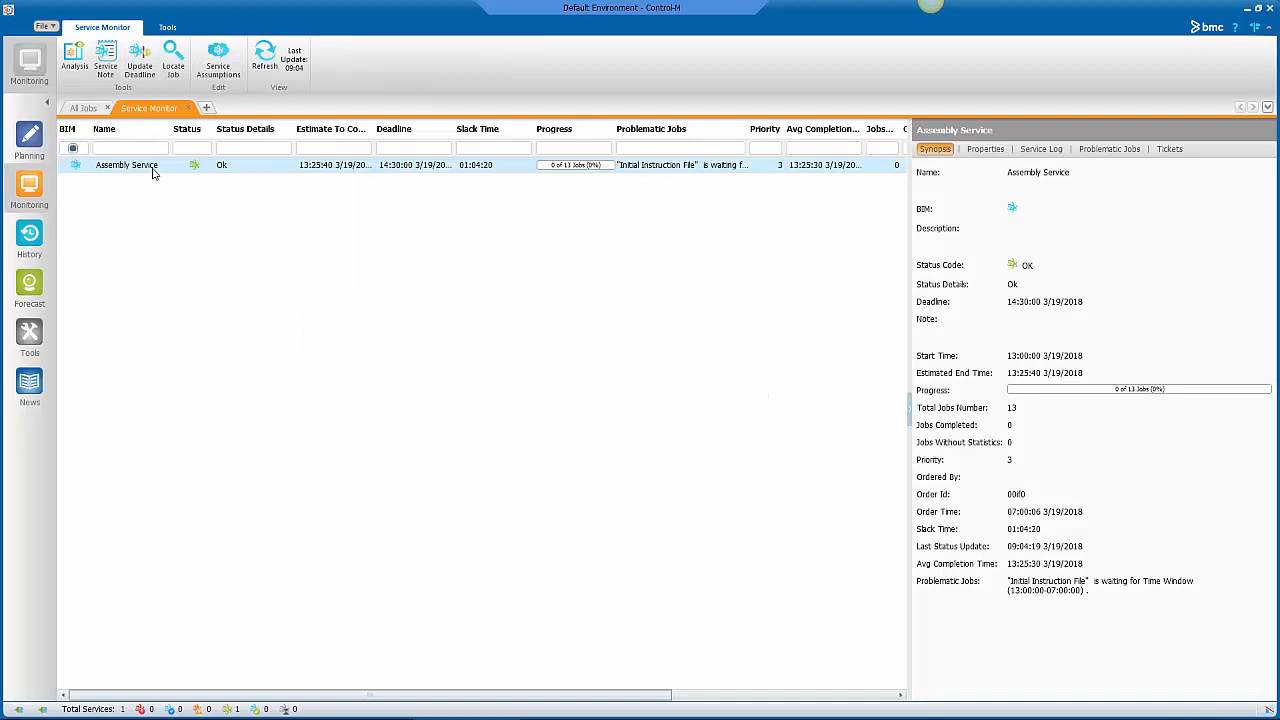 Default Environment - Control-M
File
Service Monitor
Tools
bmc
?
Monitoring
Analysis
Service Note
Update Deadline
Locate Job
Service Assumptions
Refresh
Last Update: 09:04
Tools
Edit
View
All Jobs
Service Monitor
Planning
Monitoring
History
Forecast
Tools
News
BIM Name Status Status Details Estimate To Co... Deadline Slack Time Progress Problematic Jobs Priority Avg Completion... Jobs...
Assembly Service Ok 13:25:40 3/19/20... 14:30:00 3/19/20... 01:04:20 0 of 13 Jobs (0%) "Initial Instruction File" is waiting f... 3 13:25:30 3/19/20... 0
Assembly Service
Synopsis | Properties | Service Log | Problematic Jobs | Tickets
Name: Assembly Service
BIM:
Description:
Status Code: OK
Status Details: Ok
Deadline: 14:30:00 3/19/2018
Note:
Start Time: 13:00:00 3/19/2018
Estimated End Time: 13:25:40 3/19/2018
Progress: 0 of 13 Jobs (0%)
Total Jobs Number: 13
Jobs Completed: 0
Jobs Without Statistics: 0
Priority: 3
Ordered By:
Order Id: 00if0
Order Time: 07:00:06 3/19/2018
Slack Time: 01:04:20
Last Status Update: 09:04:19 3/19/2018
Avg Completion Time: 13:25:30 3/19/2018
Problematic Jobs: "Initial Instruction File" is waiting for Time Window
(13:00:00-07:00:00) .
Total Services: 1 0 0 0 1 0 0